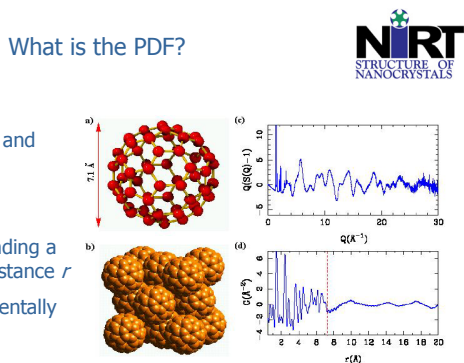 What is the PDF?
NIRT
STRUCTURE OF
NANOCRYSTALS
and
ding a
stance r
entally
a)
7.1 Å
b)
(c)
Q(S(Q)-1)
10
5
0
-5
0
10
20
30
Q(Å⁻¹)
(d)
G(Å⁻²)
6
4
2
0
-2
-4
2
4
6
8
10
12
14
16
18
20
r(Å)